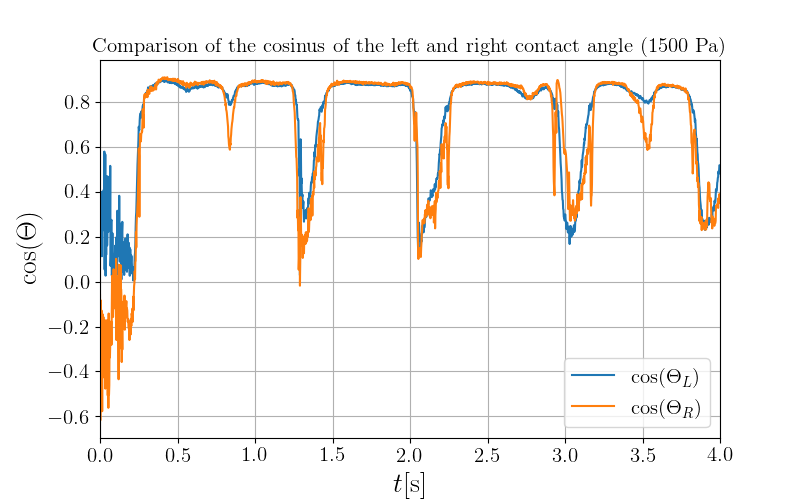 Comparison of the cosinus of the left and right contact angle (1500 Pa)
cos(Θ)
0.8
0.6
0.4
0.2
0.0
−0.2
−0.4
−0.6
cos(Θ_L)
cos(Θ_R)
0.0 0.5 1.0 1.5 2.0 2.5 3.0 3.5 4.0
t[s]